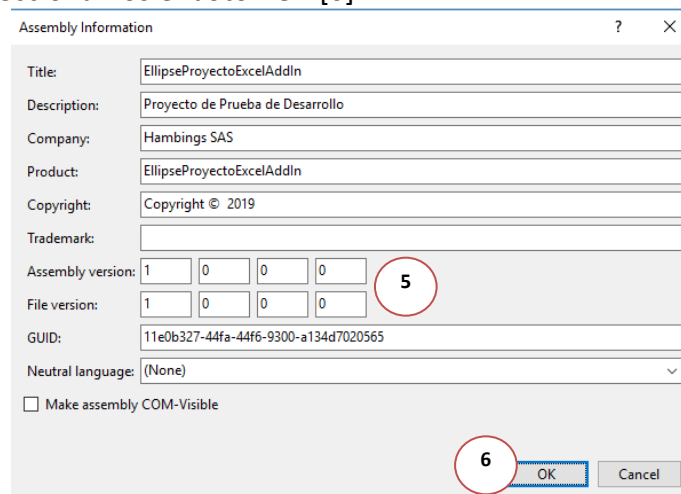 Assembly Information ? ×
Title: EllipseProyectoExcelAddIn
Description: Proyecto de Prueba de Desarrollo
Company: Hambings SAS
Product: EllipseProyectoExcelAddIn
Copyright: Copyright © 2019
Trademark:
Assembly version: 1 0 0 0
5
File version: 1 0 0 0
GUID: 11e0b327-44fa-44f6-9300-a134d7020565
Neutral language: (None)
Make assembly COM-Visible
6
OK Cancel